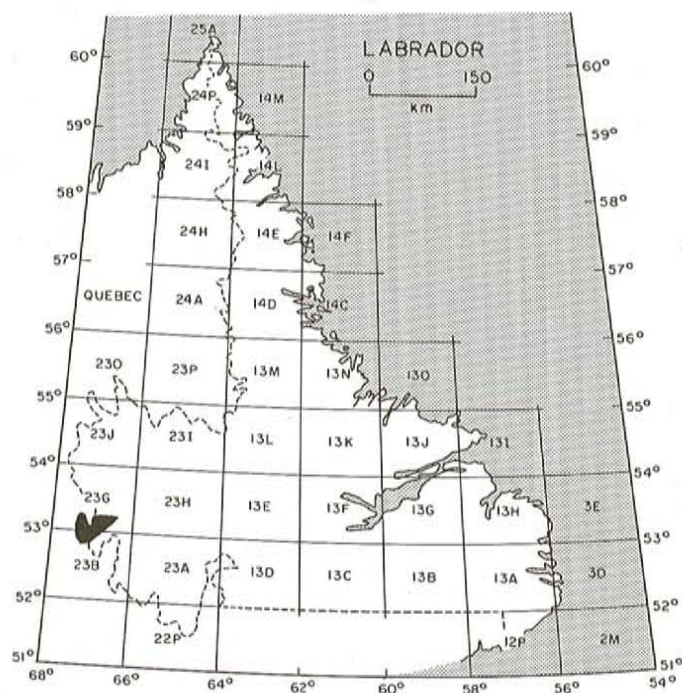 25A
60° LABRADOR 60°
0 150
24P 14M
km
59° 59°
24I 14L
58° 58°
24H 14E 14F
57° 57°
QUEBEC 24A 14D 14C
56° 56°
23O 23P 13M 13N 13O
55° 55°
23J 23I 13L 13K 13J 13I
54° 54°
23G 23H 13E 13F 13G 13H 3E
53° 53°
23B 23A 13D 13C 13B 13A 3D
52° 52°
22P 12P 2M
51° 51°
68° 66° 64° 62° 60° 58° 56° 54°